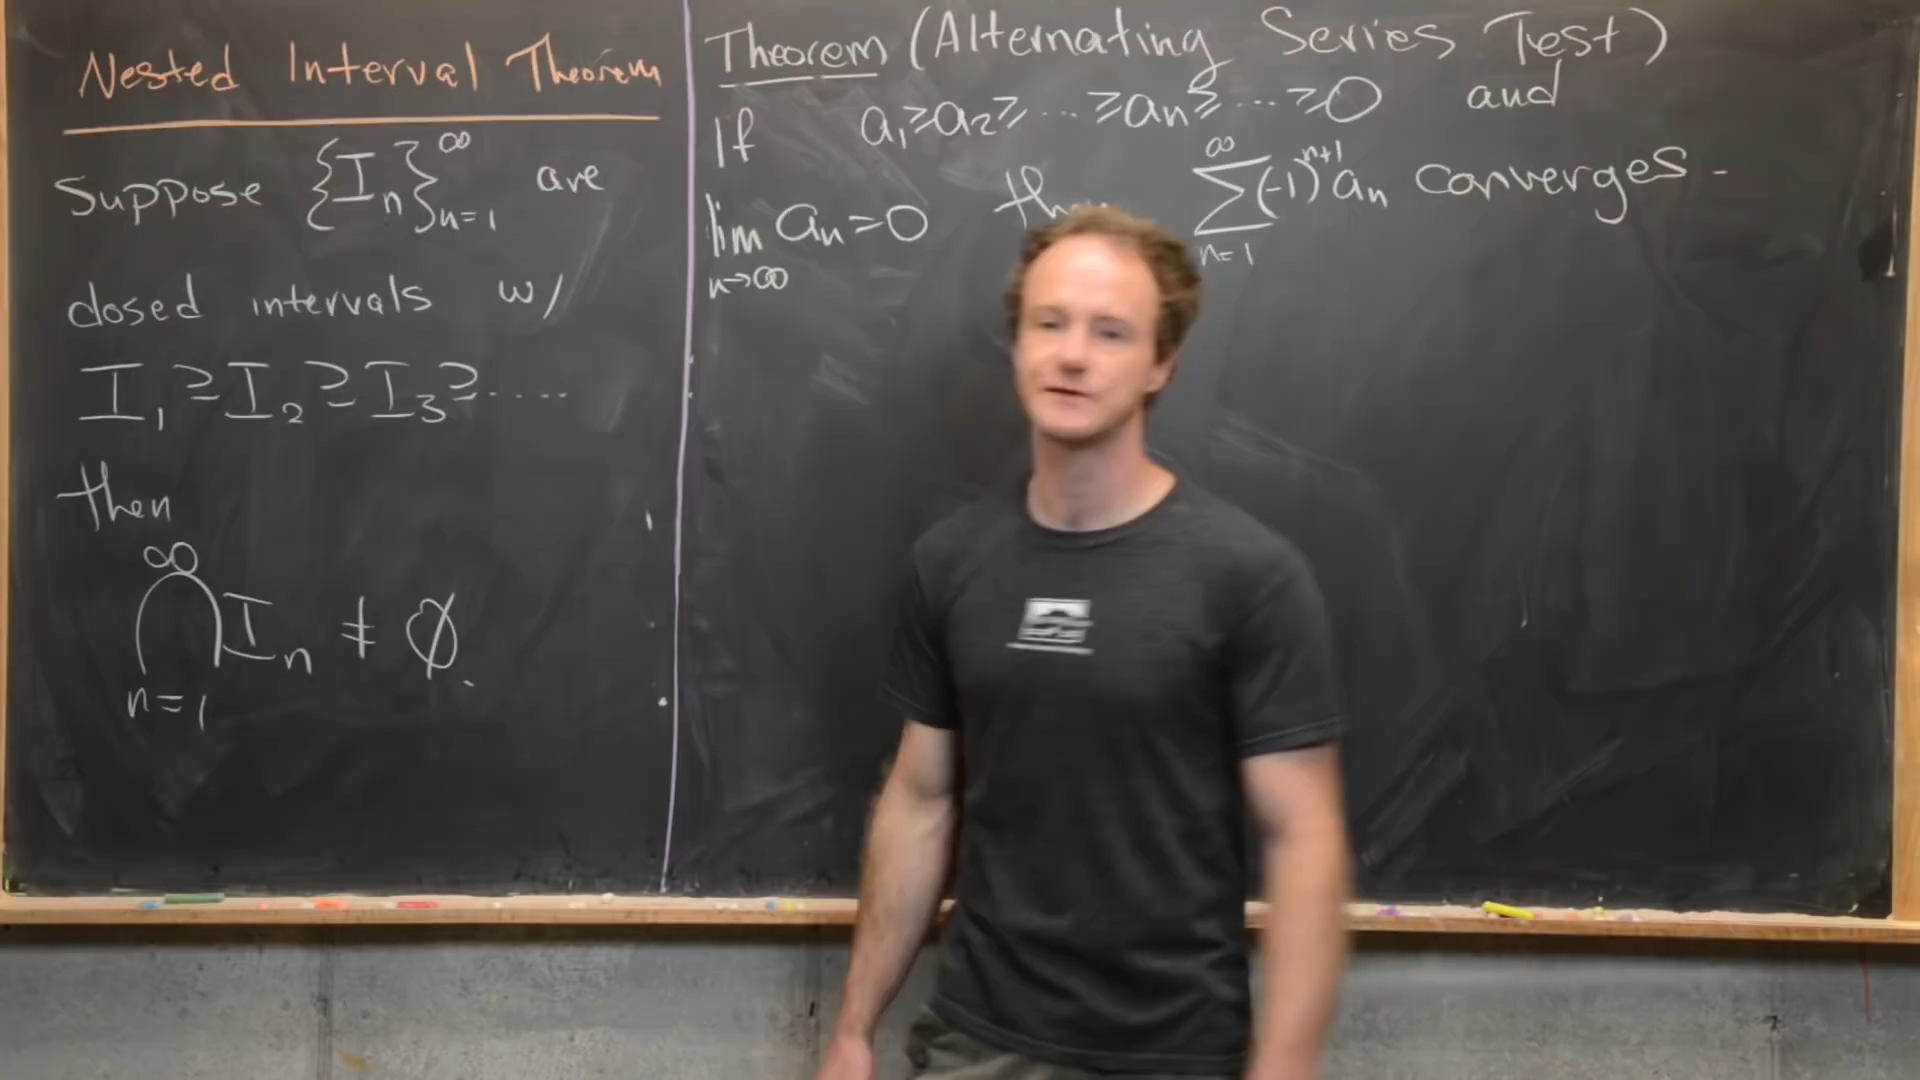 Nested Interval Theorem
Suppose {I_n}_{n=1}^∞ are
closed intervals w/
I_1 ⊇ I_2 ⊇ I_3 ⊇ .....
then
⋂_{n=1}^∞ I_n ≠ ∅.
Theorem (Alternating Series Test)
If a_1 ≥ a_2 ≥ ... ≥ a_n ≥ ... ≥ 0 and
lim_{n→∞} a_n = 0 ∑_{n=1}^∞ (-1)^{n+1} a_n converges.